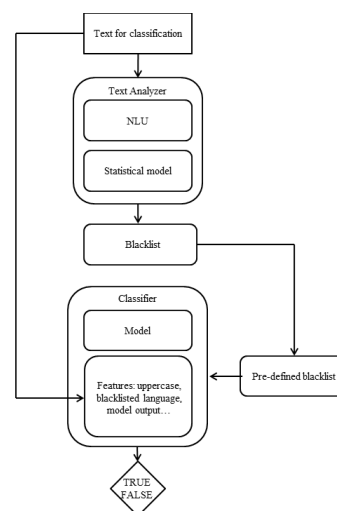 Text for classification
Text Analyzer
NLU
Statistical model
Blacklist
Classifier
Model
Features: uppercase,
blacklisted language,
model output…
Pre-defined blacklist
TRUE
FALSE